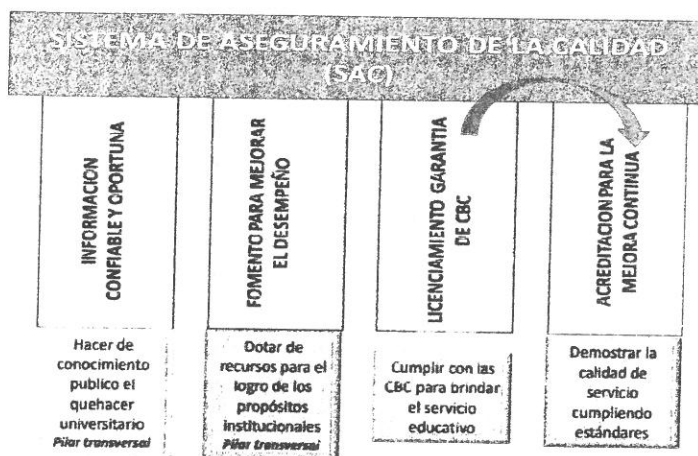 SISTEMA DE ASEGURAMIENTO DE LA CALIDAD
(SAC)
INFORMACION
CONFIABLE Y OPORTUNA
FOMENTO PARA MEJORAR
EL DESEMPEÑO
LICENCIAMIENTO GARANTIA
DE CBC
ACREDITACION PARA LA
MEJORA CONTINUA
Hacer de
conocimiento
publico el
quehacer
universitario
Pilar transversal
Dotar de
recursos para el
logro de los
propósitos
institucionales
Pilar transversal
Cumplir con las
CBC para brindar
el servicio
educativo
Demostrar la
calidad de
servicio
cumpliendo
estándares